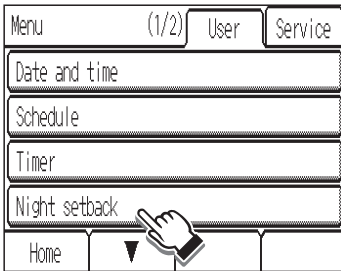 Menu (1/2) User Service
Date and time
Schedule
Timer
Night setback
Home ▼